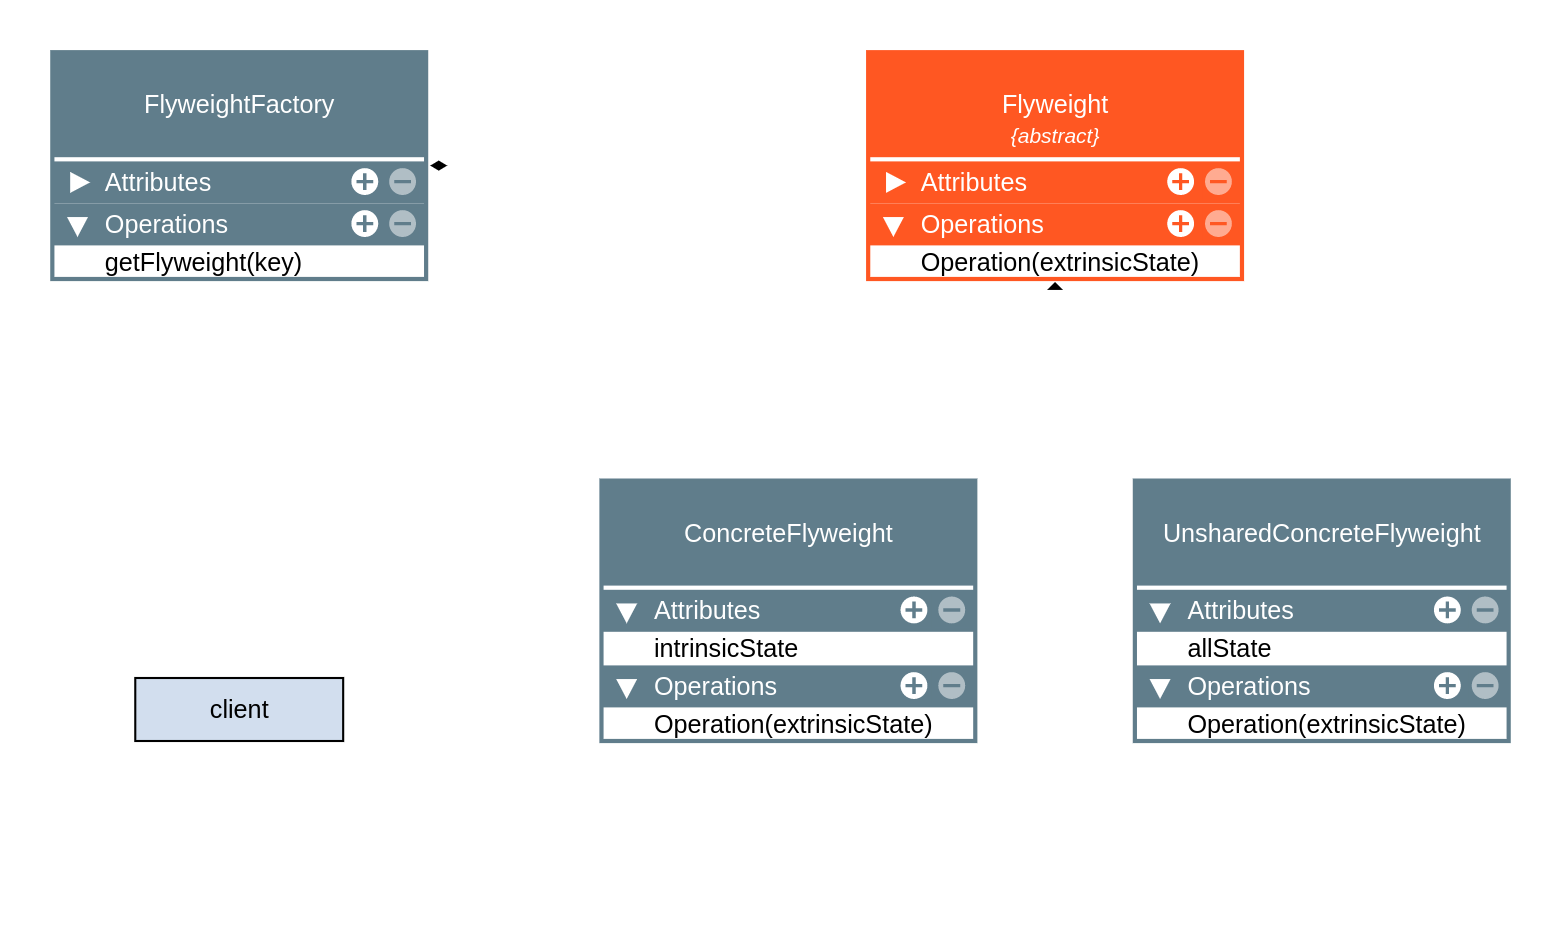 FlyweightFactory
Attributes
Operations
getFlyweight(key)
Flyweight
{abstract}
Attributes
Operations
Operation(extrinsicState)
ConcreteFlyweight
Attributes
intrinsicState
Operations
Operation(extrinsicState)
UnsharedConcreteFlyweight
Attributes
allState
Operations
Operation(extrinsicState)
client